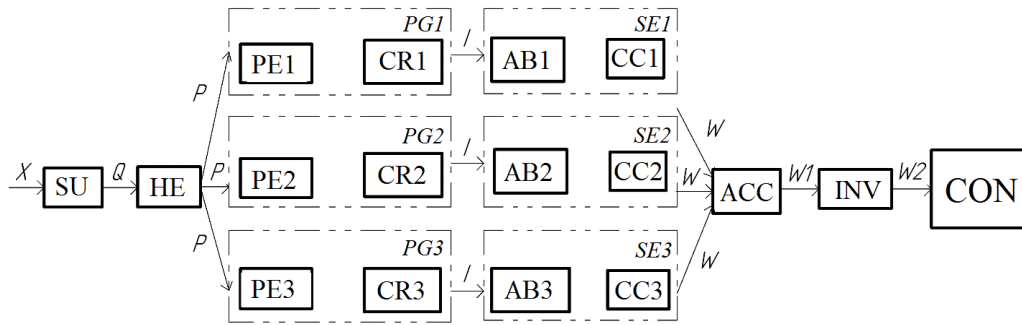 PG1
SE1
I
PE1
CR1
AB1
CC1
P
W
PG2
SE2
I
X
Q
P
PE2
CR2
AB2
CC2
W
W1
W2
SU
HE
ACC
INV
CON
P
PG3
SE3
I
W
PE3
CR3
AB3
CC3